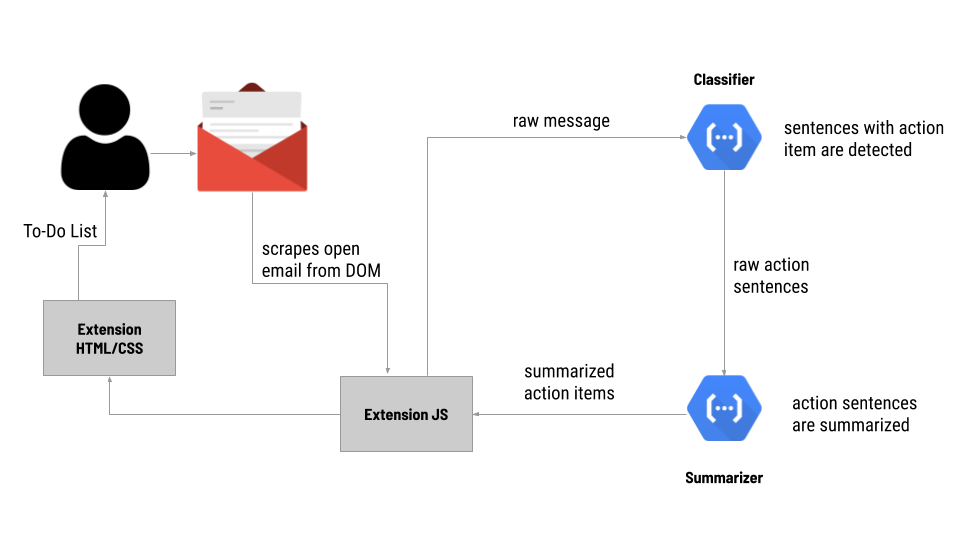 Classifier
raw message
sentences with action
item are detected
To-Do List
scrapes open
email from DOM
raw action
sentences
Extension
HTML/CSS
summarized
action items
Extension JS
action sentences
are summarized
Summarizer